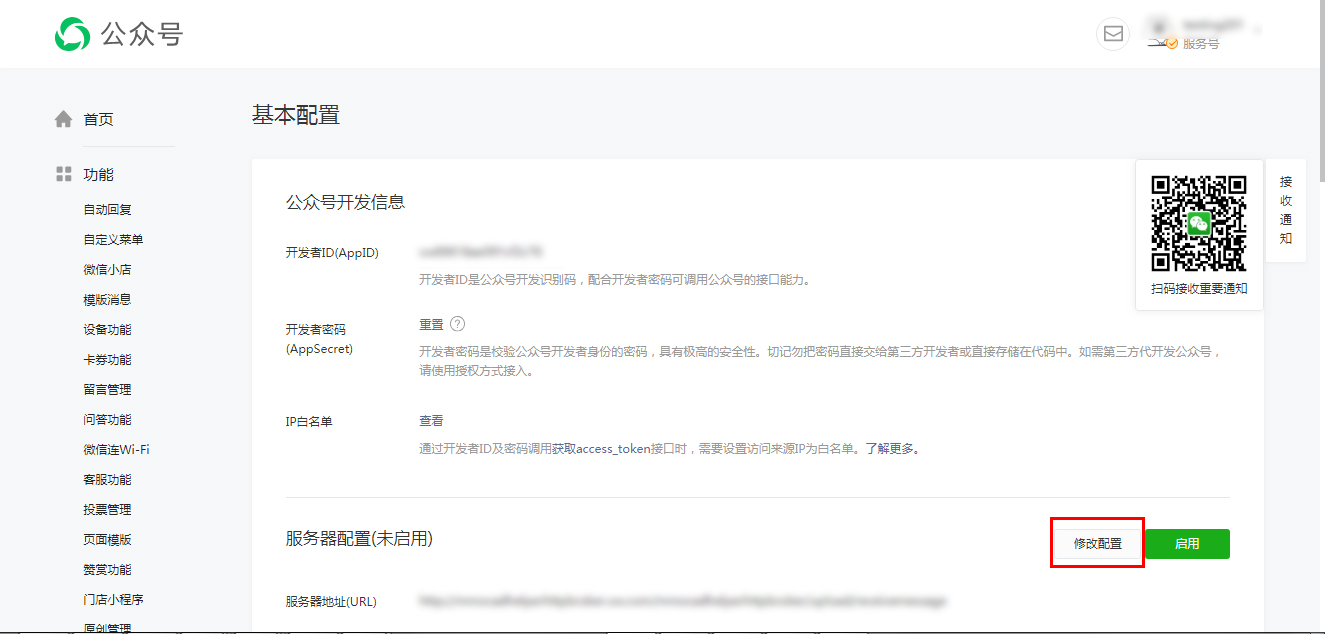 公众号
服务号
首页
功能
自动回复
自定义菜单
微信小店
模版消息
设备功能
卡券功能
留言管理
问答功能
微信连Wi-Fi
客服功能
投票管理
页面模版
赞赏功能
门店小程序
原创管理
基本配置
公众号开发信息
开发者ID(AppID)
开发者ID是公众号开发识别码，配合开发者密码可调用公众号的接口能力。
开发者密码
(AppSecret)
重置 ?
开发者密码是校验公众号开发者身份的密码，具有极高的安全性。切记勿把密码直接交给第三方开发者或直接存储在代码中。如需第三方代开发公众号，
请使用授权方式接入。
IP白名单
查看
通过开发者ID及密码调用获取access_token接口时，需要设置访问来源IP为白名单。了解更多。
服务器配置(未启用)
修改配置
启用
服务器地址(URL)
扫码接收重要通知
接
收
通
知